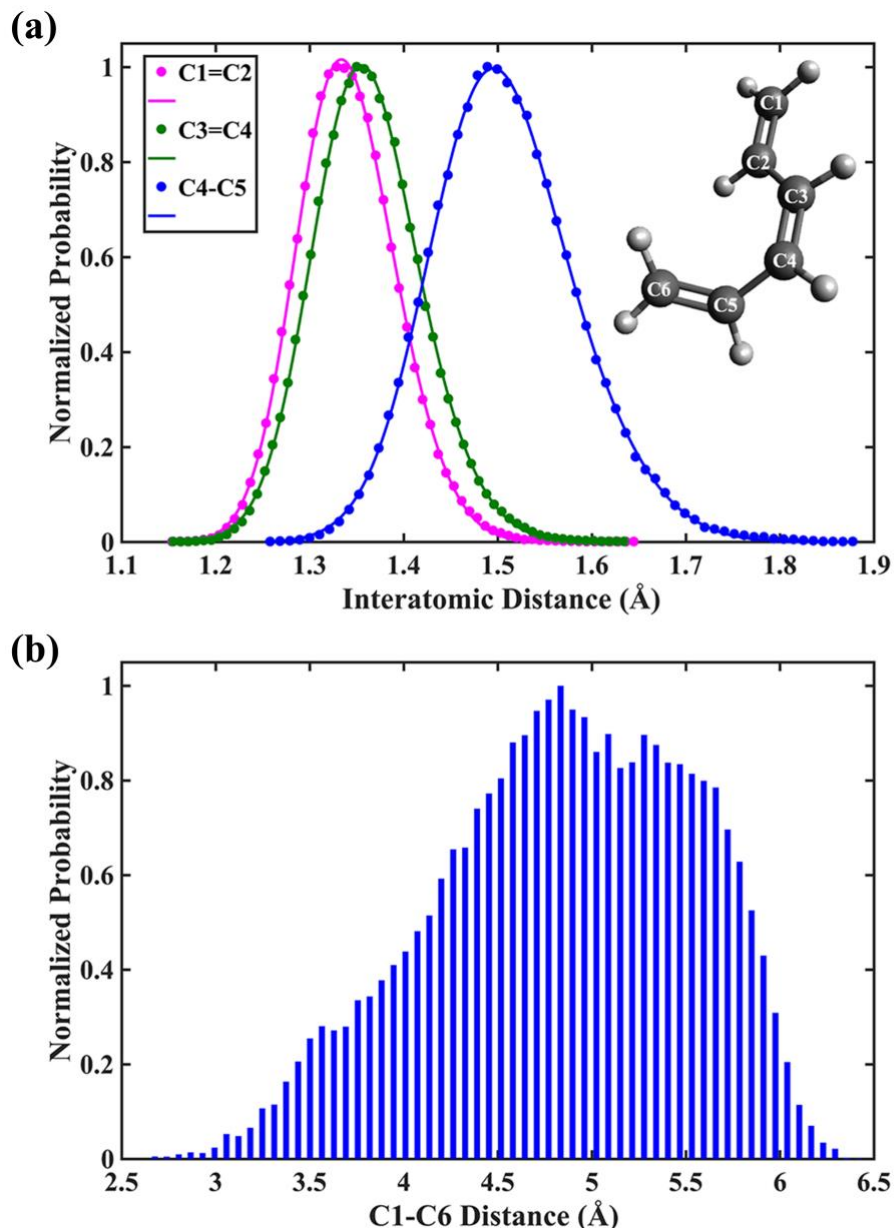 (a)
1
0.8
0.6
0.4
0.2
0
Normalized Probability
C1=C2
C3=C4
C4-C5
C1
C2
C3
C4
C5
C6
1.1 1.2 1.3 1.4 1.5 1.6 1.7 1.8 1.9
Interatomic Distance (Å)
(b)
1
0.8
0.6
0.4
0.2
0
Normalized Probability
2.5 3 3.5 4 4.5 5 5.5 6 6.5
C1-C6 Distance (Å)